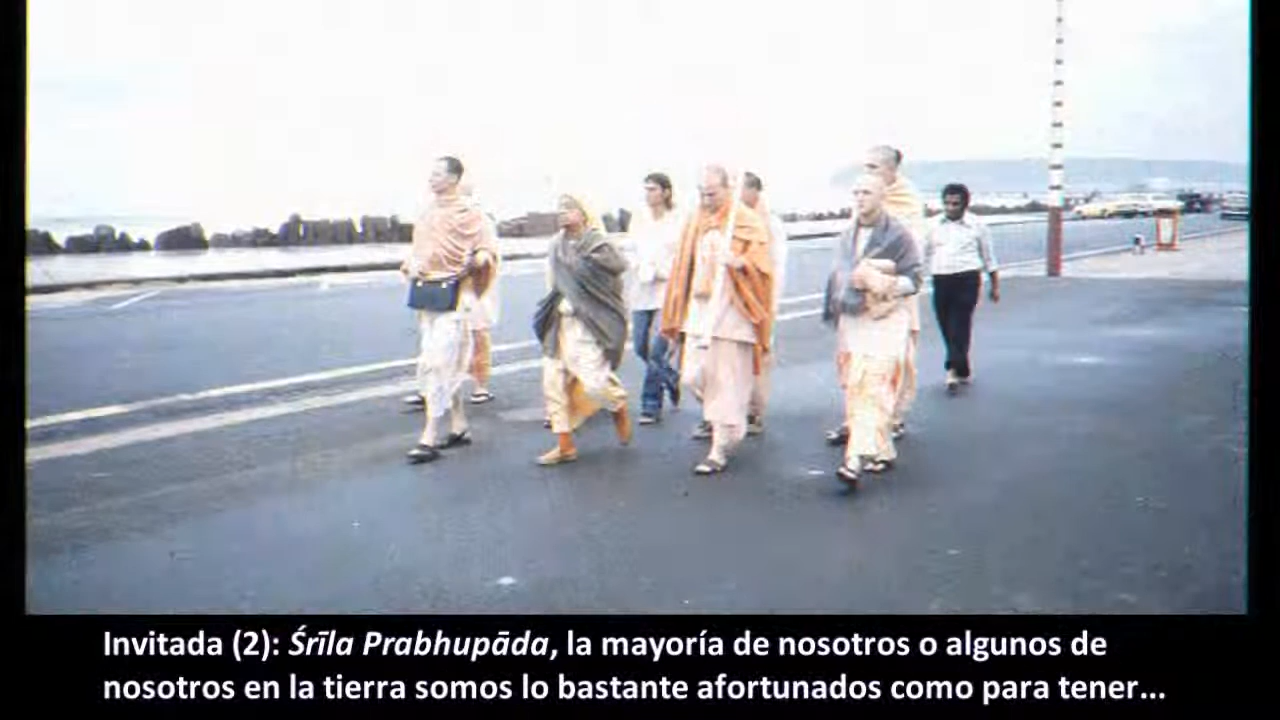 Invitada (2): Śrīla Prabhupāda, la mayoría de nosotros o algunos de
nosotros en la tierra somos lo bastante afortunados como para tener...